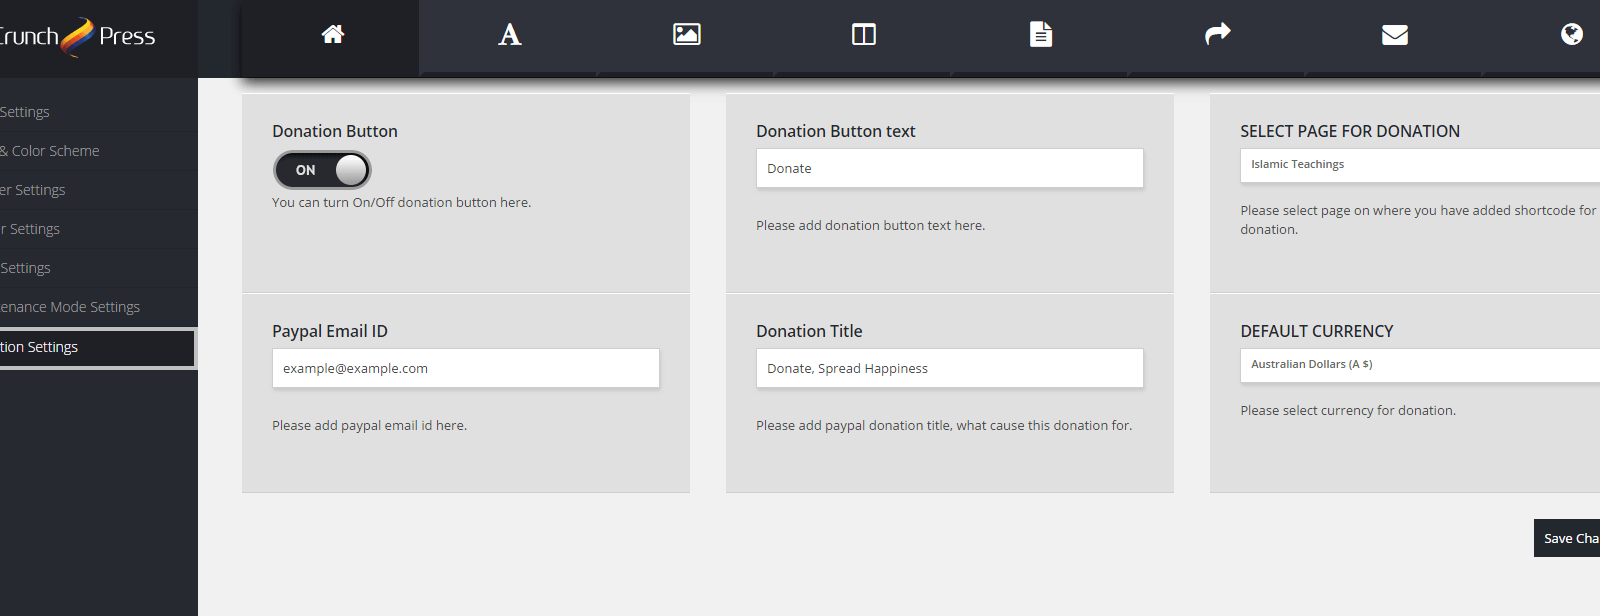 Crunch Press
Settings
& Color Scheme
er Settings
r Settings
Settings
tenance Mode Settings
tion Settings
Donation Button
ON
You can turn On/Off donation button here.
Donation Button text
Donate
Please add donation button text here.
SELECT PAGE FOR DONATION
Islamic Teachings
Please select page on where you have added shortcode for
donation.
Paypal Email ID
example@example.com
Please add paypal email id here.
Donation Title
Donate, Spread Happiness
Please add paypal donation title, what cause this donation for.
DEFAULT CURRENCY
Australian Dollars (A $)
Please select currency for donation.
Save Cha